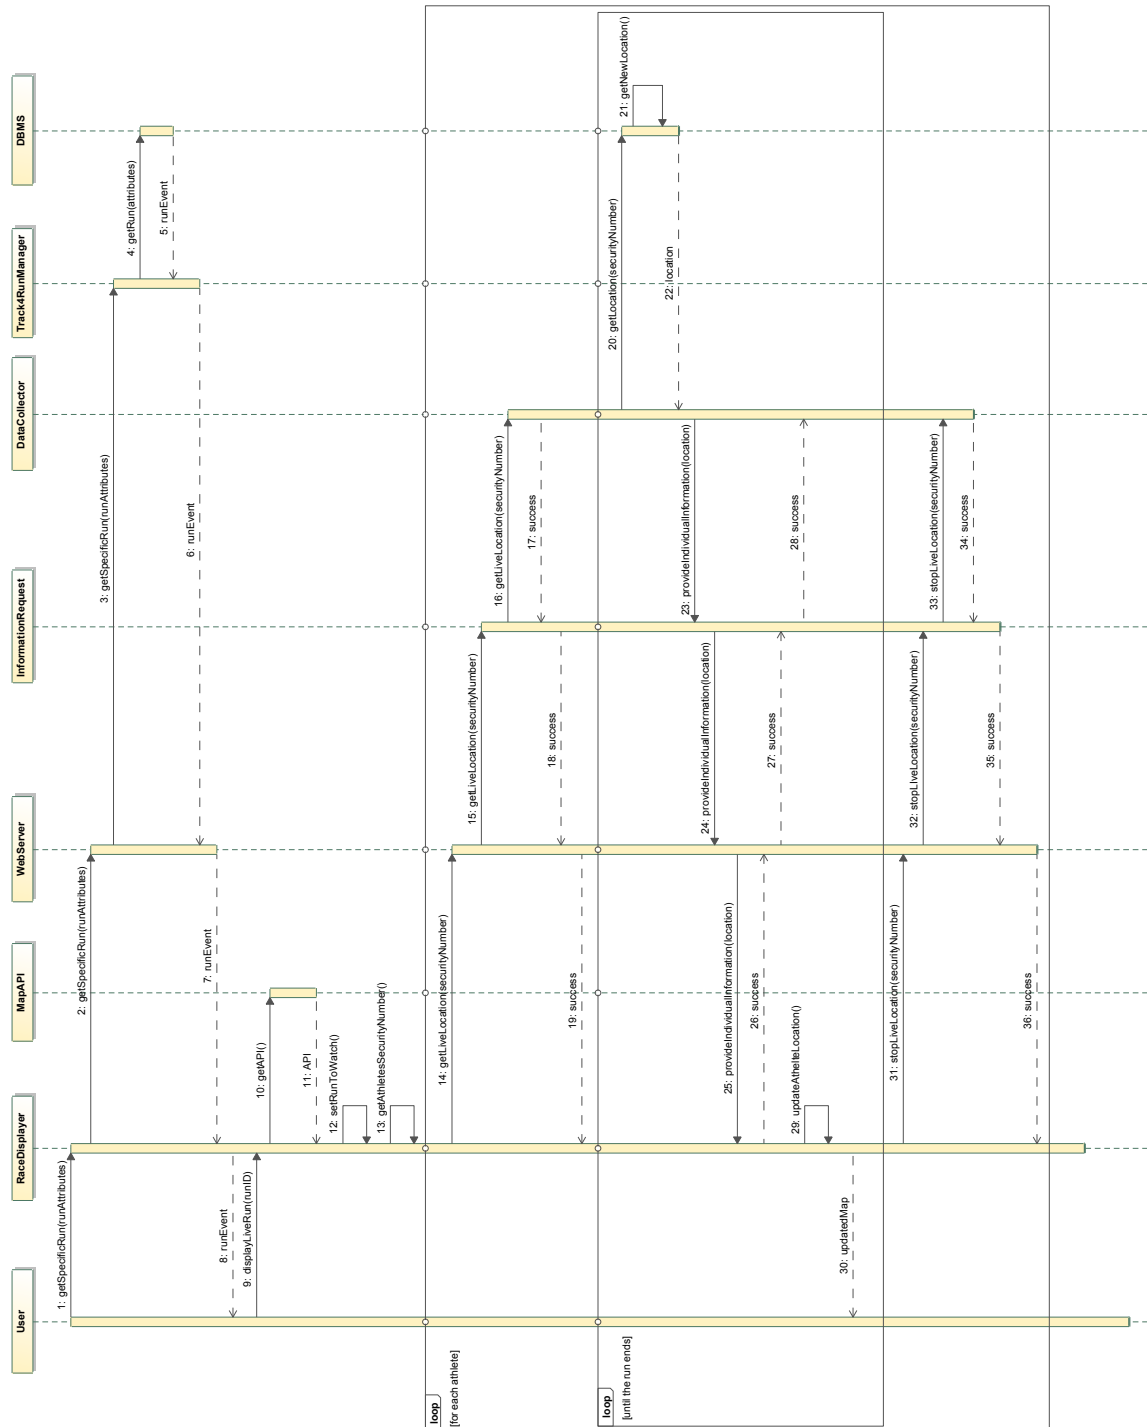 User
RaceDisplayer
MapAPI
WebServer
InformationRequest
DataCollector
Track4RunManager
DBMS
1: getSpecificRun(runAttributes)
2: getSpecificRun(runAttributes)
3: getSpecificRun(runAttributes)
4: getRun(attributes)
5: runEvent
6: runEvent
7: runEvent
8: runEvent
9: displayLiveRun(runID)
10: getAPI()
11: API
12: setRunToWatch()
13: getAthletesSecurityNumber()
loop
[for each athlete]
14: getLiveLocation(securityNumber)
15: getLiveLocation(securityNumber)
16: getLiveLocation(securityNumber)
17: success
18: success
19: success
loop
[until the run ends]
20: getLocation(securityNumber)
21: getNewLocation()
22: location
23: provideIndividualInformation(location)
24: provideIndividualInformation(location)
25: provideIndividualInformation(location)
26: success
27: success
28: success
29: updateAthelteLocation()
30: updatedMap
31: stopLiveLocation(securityNumber)
32: stopLIveLocation(securityNumber)
33: stopLiveLocation(securityNumber)
34: success
35: success
36: success